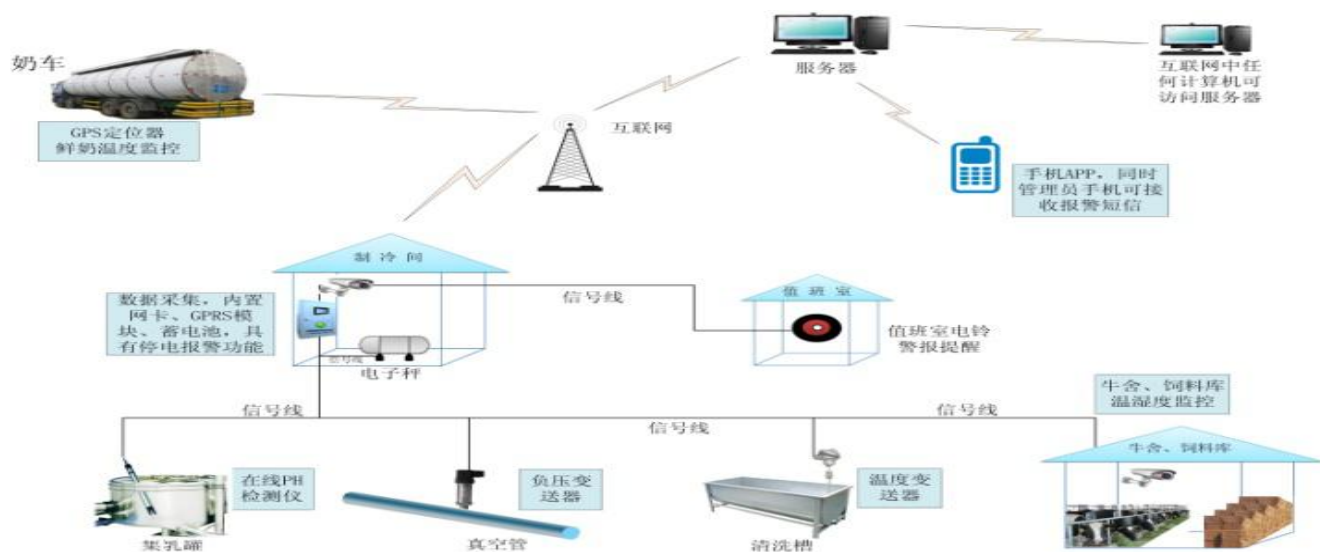 奶车
GPS定位器
鲜奶温度监控
互联网
服务器
互联网中任
何计算机可
访问服务器
手机APP，同时
管理员手机可接
收报警短信
制冷间
数据采集，内置
网卡、GPRS模
块、蓄电池，具
有停电报警功能
信号线
电子秤
信号线
值班室
值班室电铃
警报提醒
牛舍、饲料库
温湿度监控
信号线
信号线
信号线
牛舍、饲料库
在线PH
检测仪
集乳罐
负压变
送器
真空管
温度变
送器
清洗槽